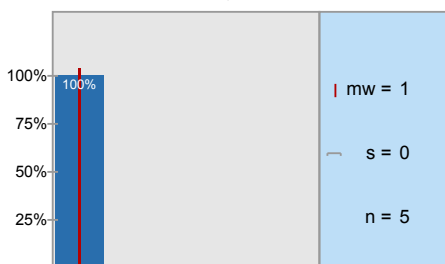 100%
100%
mw = 1
75%
s = 0
50%
n = 5
25%